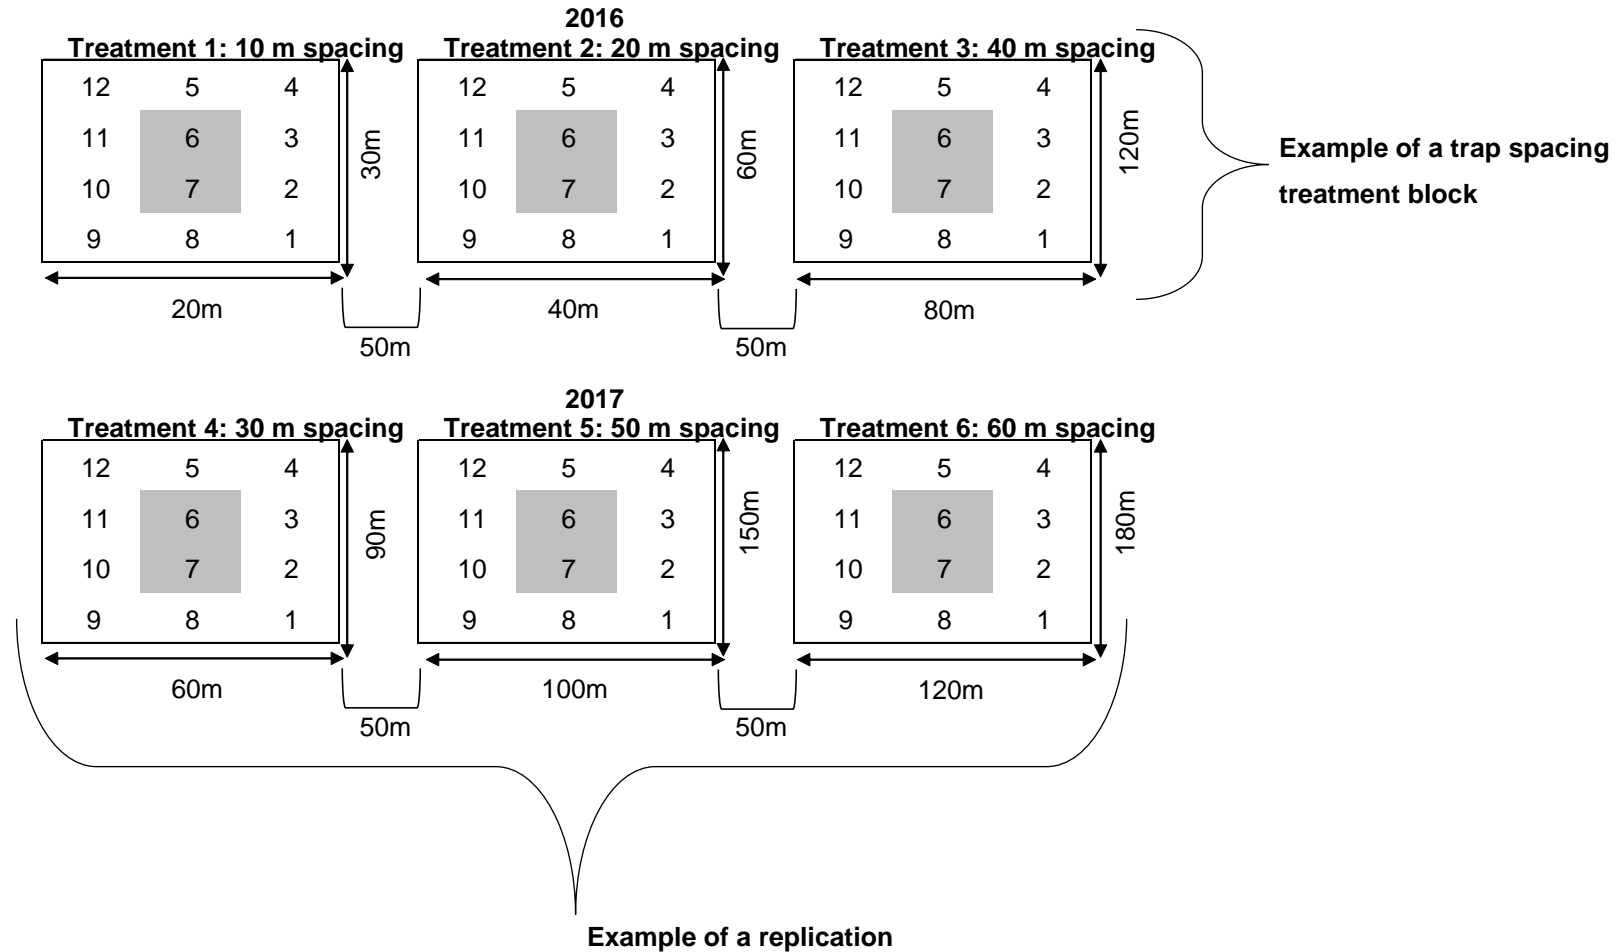 2016
Treatment 1: 10 m spacing Treatment 2: 20 m spacing Treatment 3: 40 m spacing
12 5 4 12 5 4 12 5 4
11 6 3 11 6 3 11 6 3
10 7 2 10 7 2 10 7 2
9 8 1 9 8 1 9 8 1
30m 60m 120m
Example of a trap spacing
treatment block
20m 40m 80m
50m 50m
2017
Treatment 4: 30 m spacing Treatment 5: 50 m spacing Treatment 6: 60 m spacing
12 5 4 12 5 4 12 5 4
11 6 3 11 6 3 11 6 3
10 7 2 10 7 2 10 7 2
9 8 1 9 8 1 9 8 1
90m 150m 180m
60m 100m 120m
50m 50m
Example of a replication